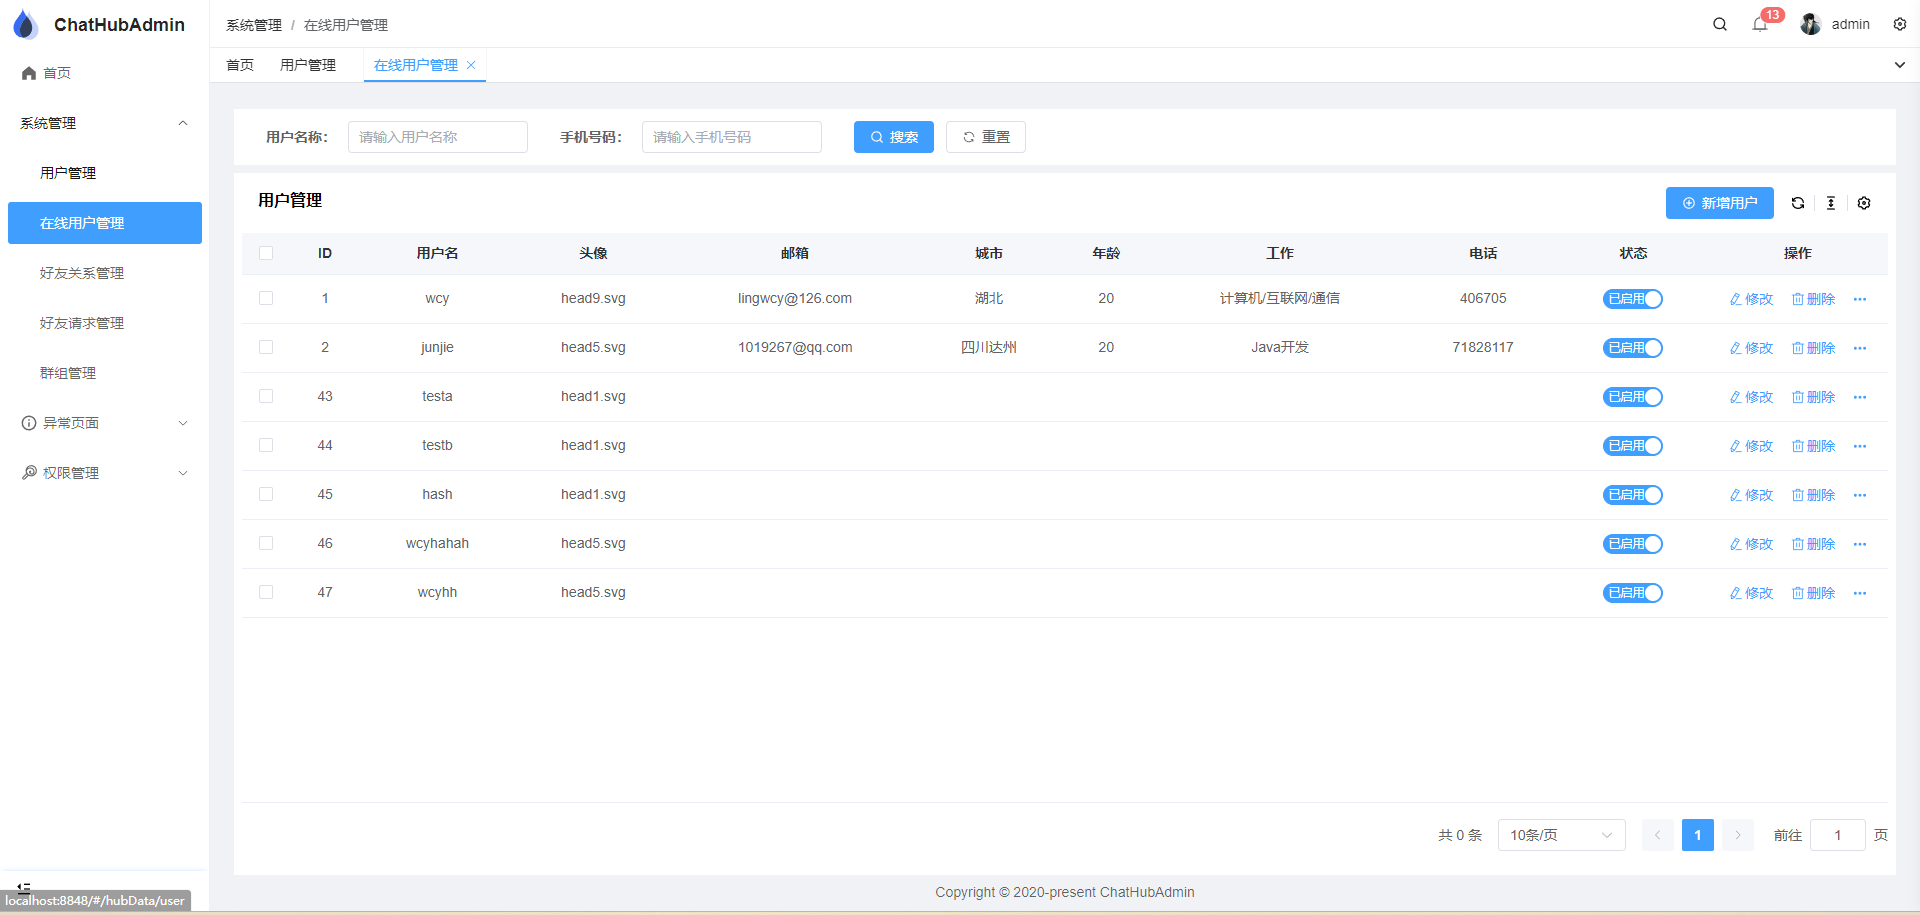 ChatHubAdmin
首页
系统管理
用户管理
在线用户管理
好友关系管理
好友请求管理
群组管理
异常页面
权限管理
系统管理 / 在线用户管理
13 admin
首页 用户管理 在线用户管理
用户名称： 请输入用户名称 手机号码： 请输入手机号码 搜索 重置
用户管理 新增用户
ID 用户名 头像 邮箱 城市 年龄 工作 电话 状态 操作
1 wcy head9.svg lingwcy@126.com 湖北 20 计算机/互联网/通信 406705 已启用 修改 删除
2 junjie head5.svg 1019267@qq.com 四川达州 20 Java开发 71828117 已启用 修改 删除
43 testa head1.svg 已启用 修改 删除
44 testb head1.svg 已启用 修改 删除
45 hash head1.svg 已启用 修改 删除
46 wcyhahah head5.svg 已启用 修改 删除
47 wcyhh head5.svg 已启用 修改 删除
共 0 条 10条/页 1 前往 1 页
Copyright © 2020-present ChatHubAdmin
localhost:8848/#/hubData/user